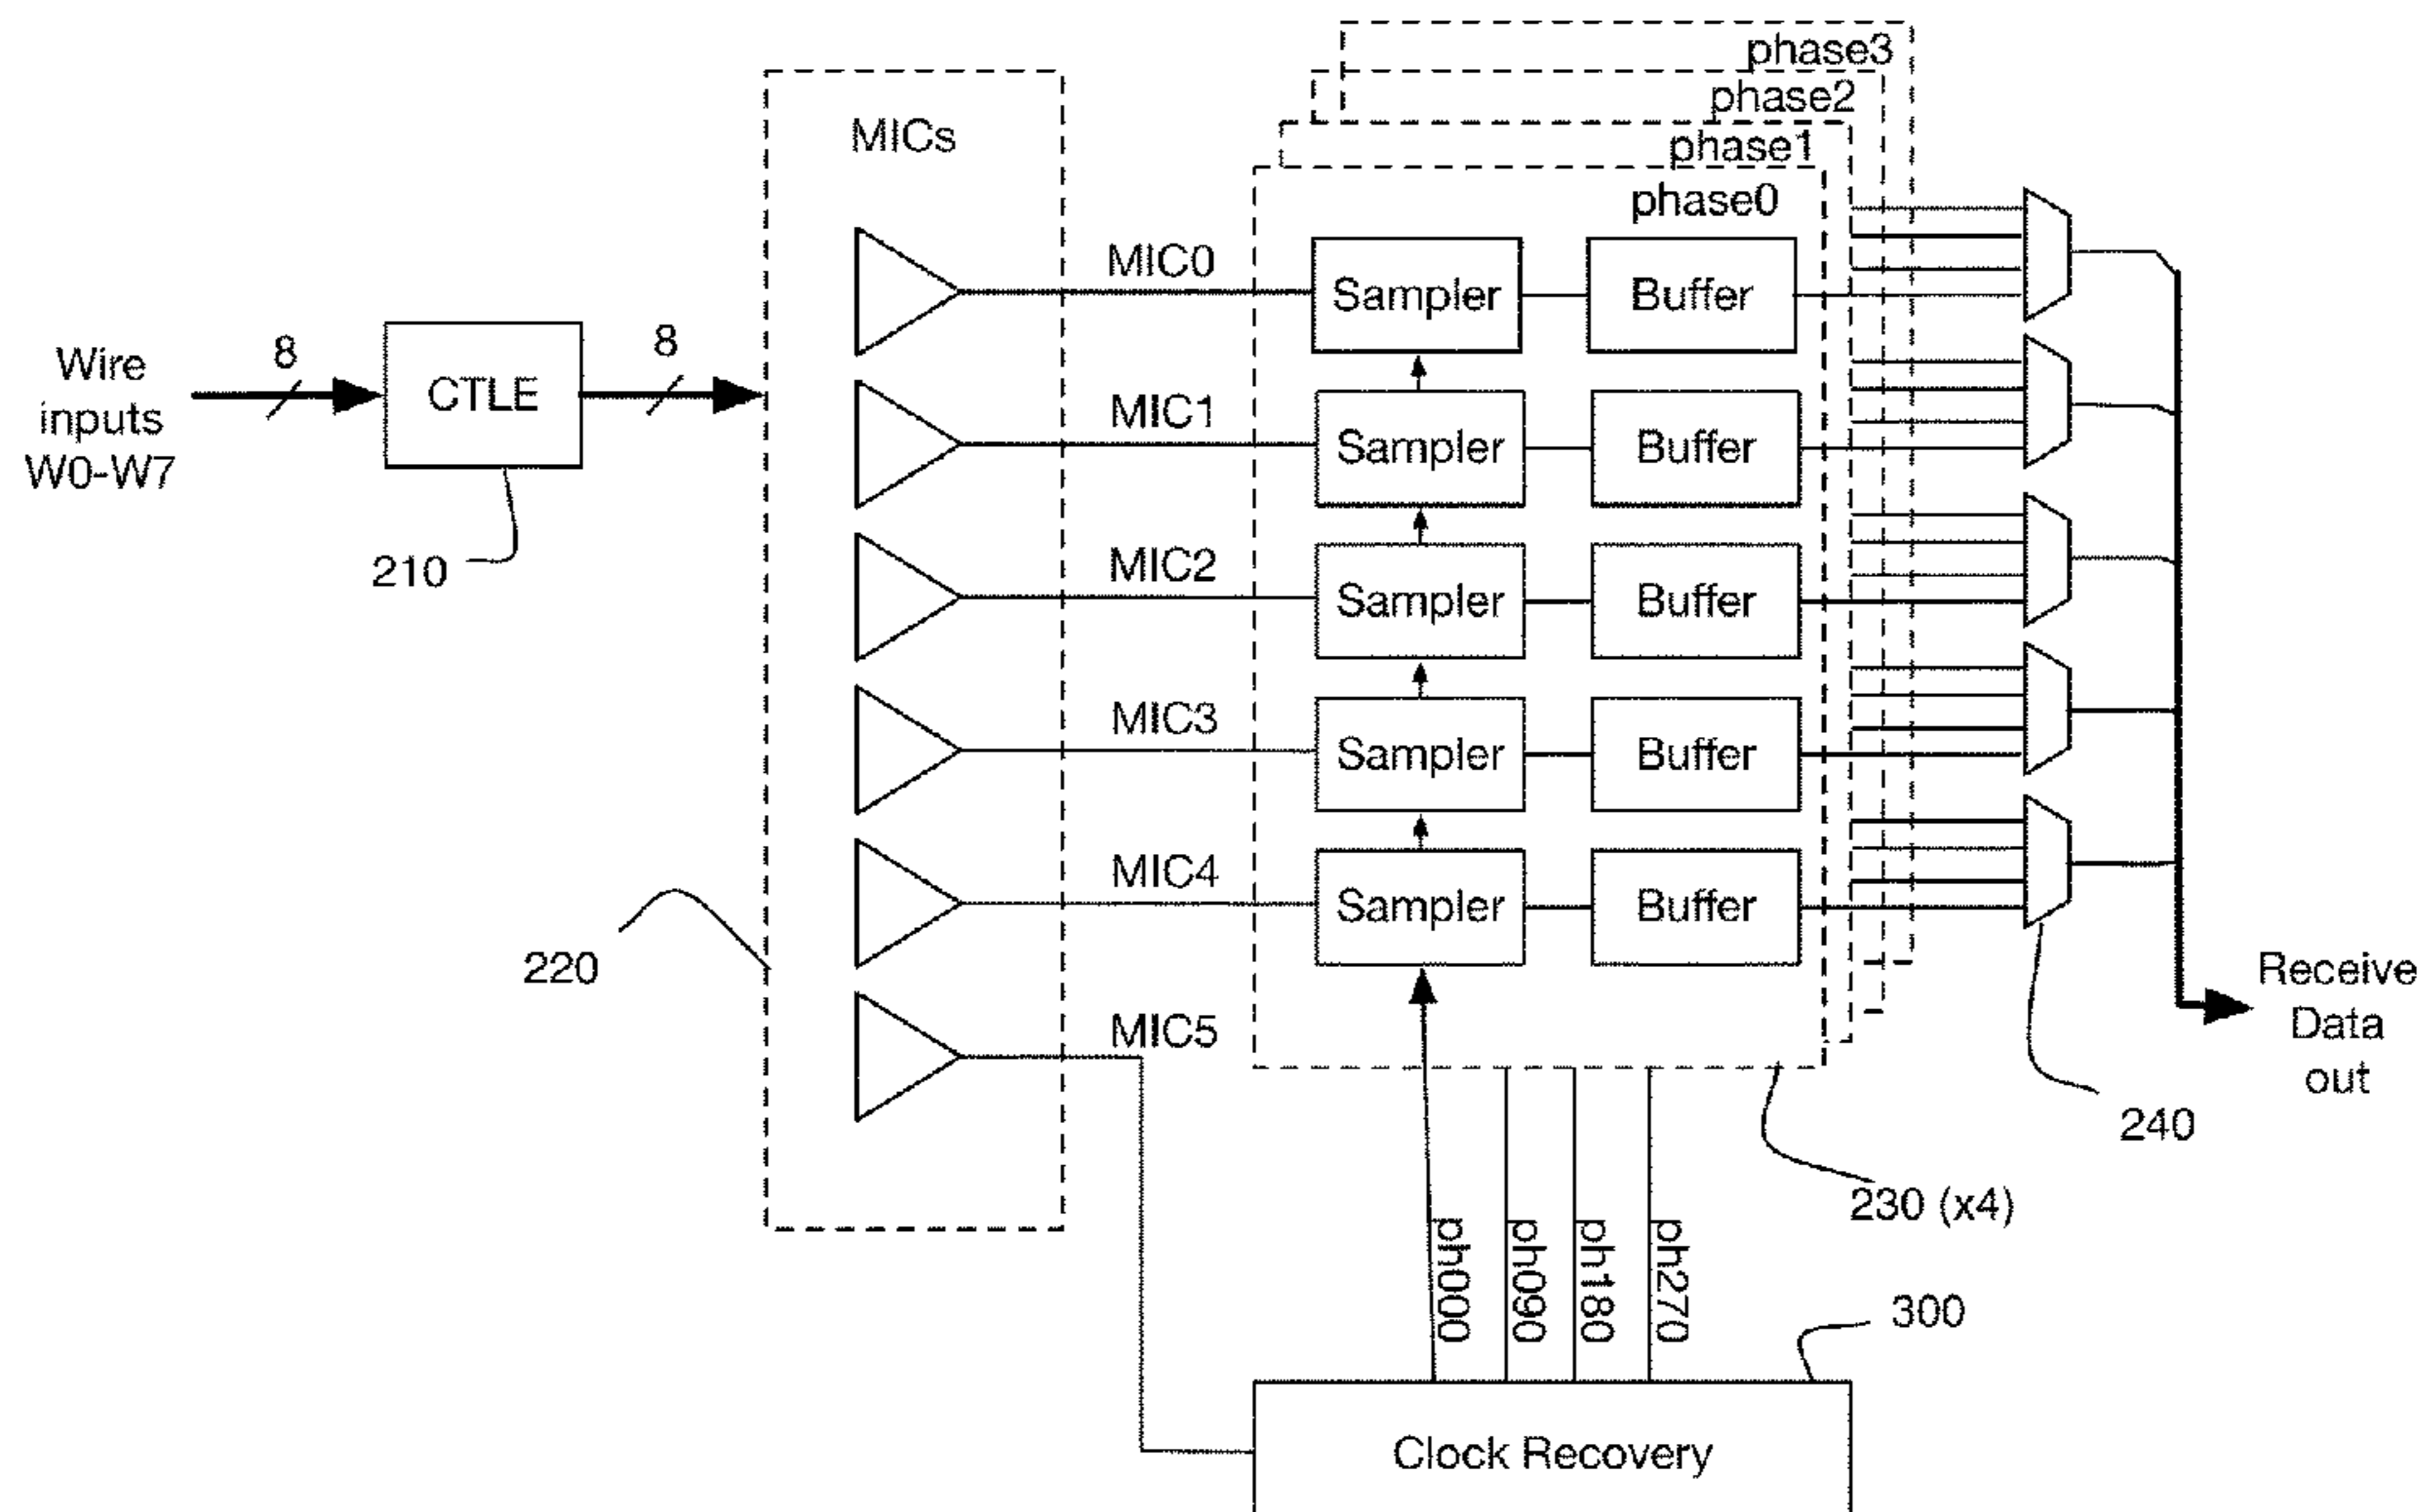 phase3
phase2
phase1
phase0
MICs
MIC0
Sampler
Buffer
Wire
inputs
W0-W7
8
CTLE
8
210
MIC1
Sampler
Buffer
MIC2
Sampler
Buffer
MIC3
Sampler
Buffer
MIC4
Sampler
Buffer
220
MIC5
Receive
Data
out
240
230 (x4)
ph000
ph090
ph180
ph270
300
Clock Recovery